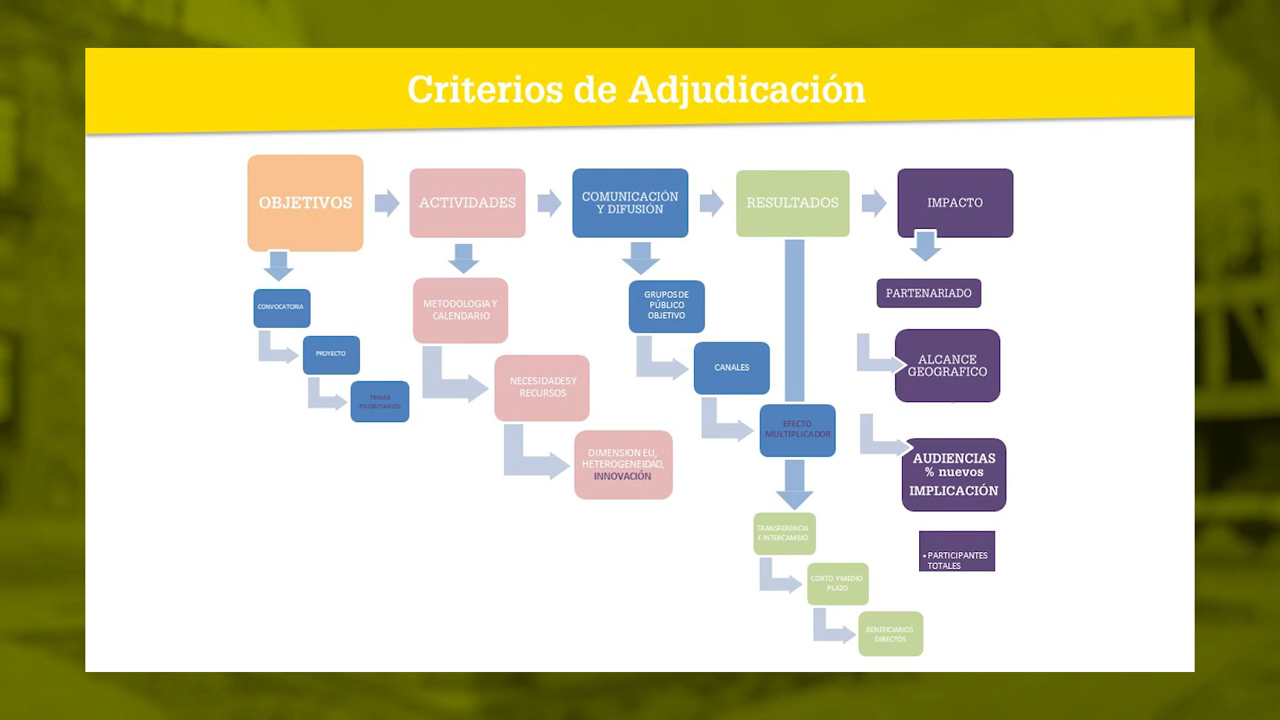 Criterios de Adjudicación
OBJETIVOS
ACTIVIDADES
COMUNICACIÓN
Y DIFUSIÓN
RESULTADOS
IMPACTO
CONVOCATORIA
PROYECTO
TEMAS
PRIORITARIOS
METODOLOGIA Y
CALENDARIO
NECESIDADES Y
RECURSOS
DIMENSION EU,
HETEROGENEIDAD,
INNOVACIÓN
GRUPOS DE
PÚBLICO
OBJETIVO
CANALES
EFECTO
MULTIPLICADOR
TRANSFERENCIA
E INTERCAMBIO
CORTO Y MEDIO
PLAZO
BENEFICIARIOS
DIRECTOS
PARTENARIADO
ALCANCE
GEOGRAFICO
AUDIENCIAS
% nuevos
IMPLICACIÓN
• PARTICIPANTES
TOTALES